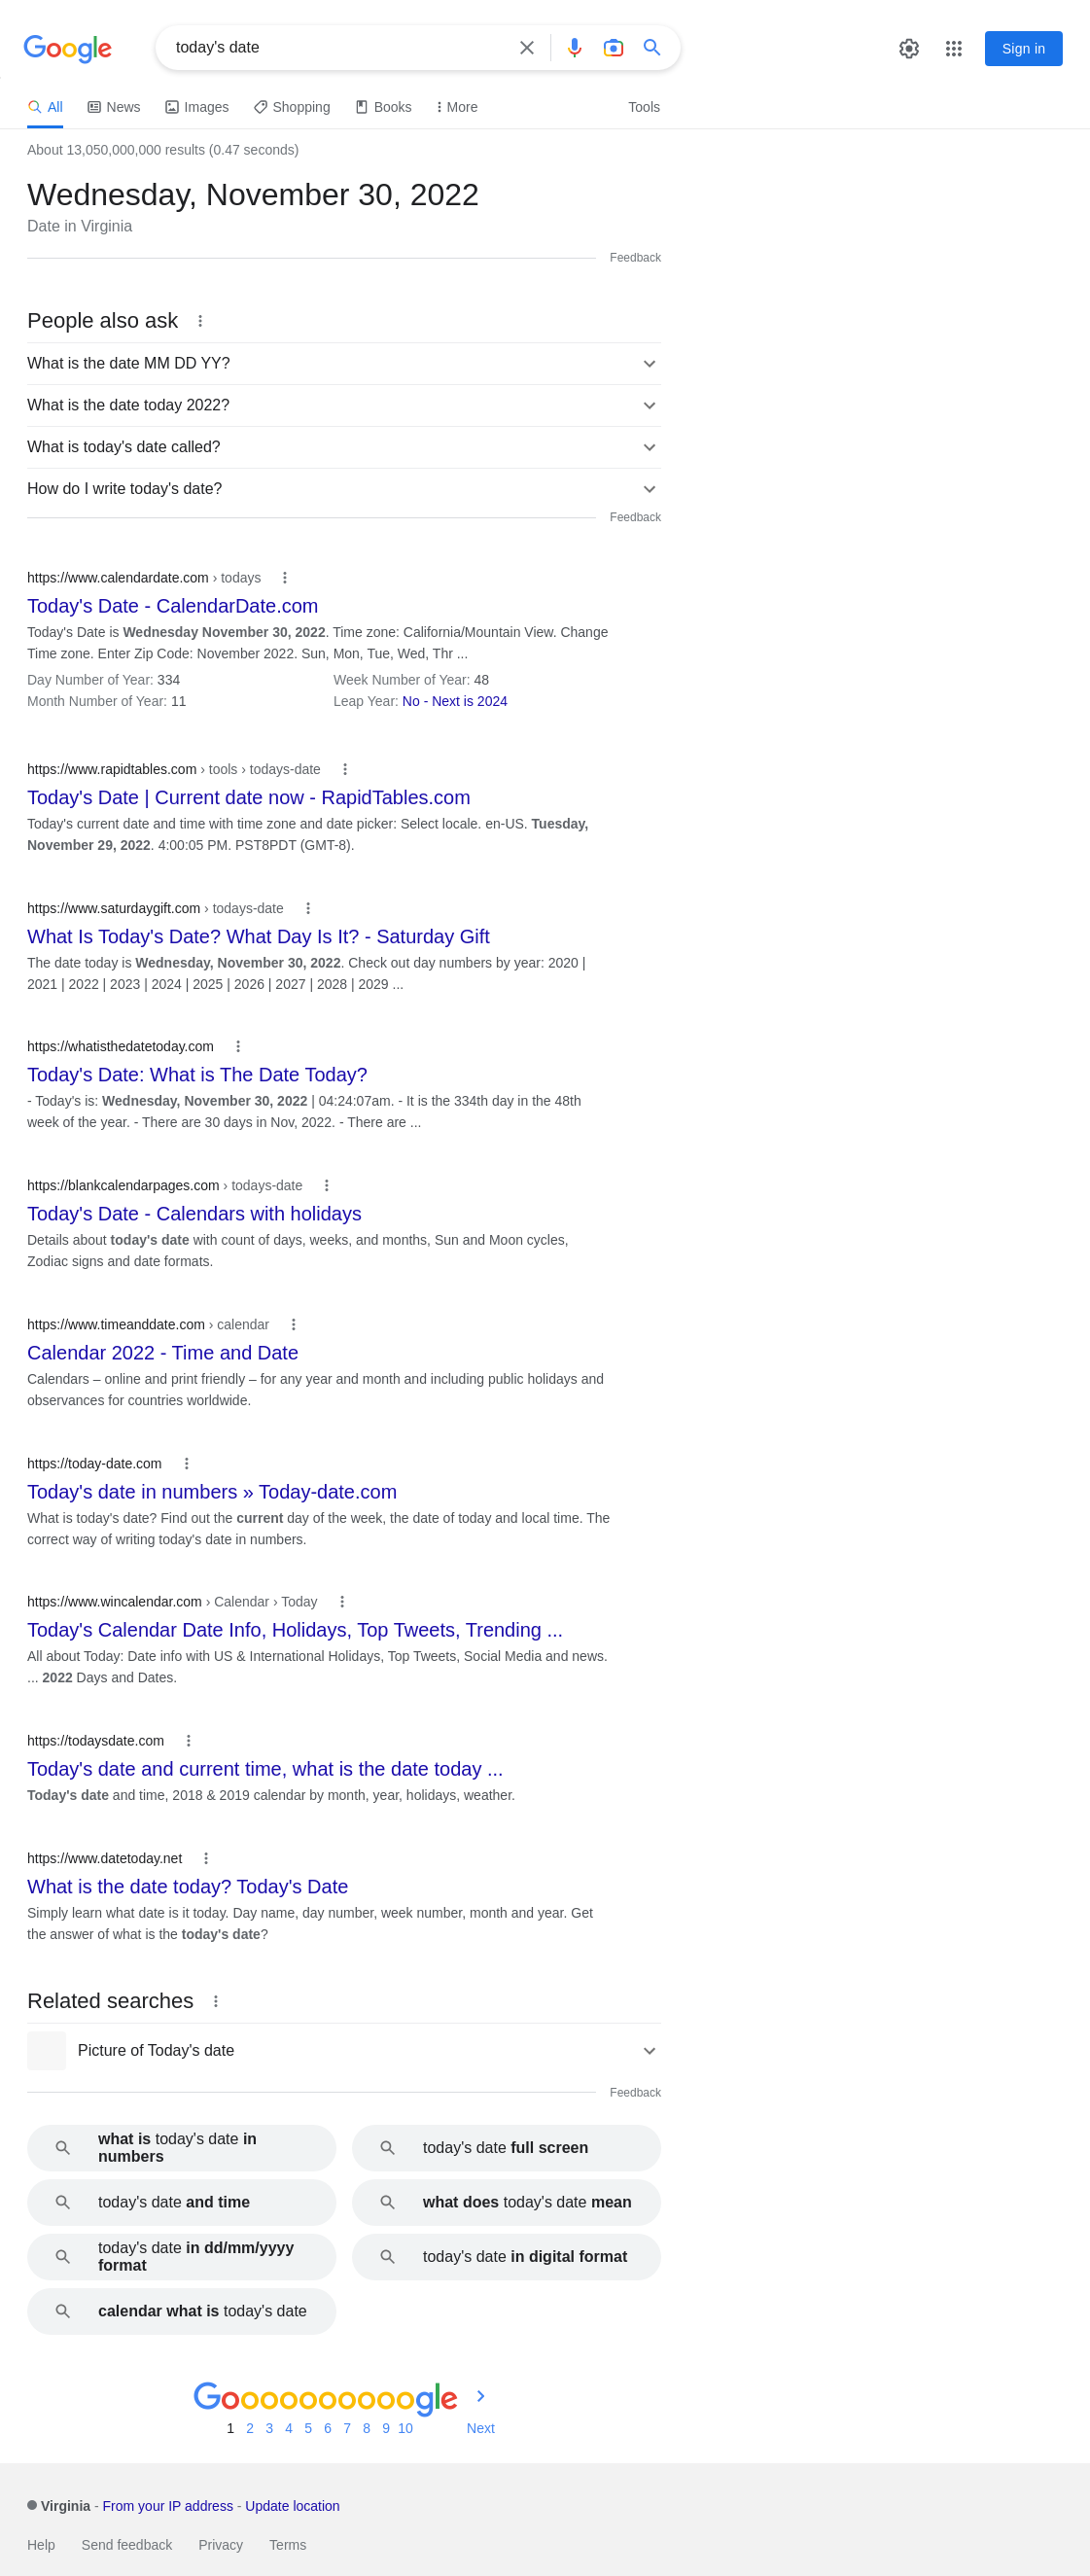 Google
today's date
Sign in
All
News
Images
Shopping
Books
More
Tools
About 13,050,000,000 results (0.47 seconds)
Wednesday, November 30, 2022
Date in Virginia
Feedback
People also ask
What is the date MM DD YY?
What is the date today 2022?
What is today's date called?
How do I write today's date?
Feedback
https://www.calendardate.com › todays
Today's Date - CalendarDate.com
Today's Date is Wednesday November 30, 2022. Time zone: California/Mountain View. Change
Time zone. Enter Zip Code: November 2022. Sun, Mon, Tue, Wed, Thr ...
Day Number of Year: 334
Week Number of Year: 48
Month Number of Year: 11
Leap Year: No - Next is 2024
https://www.rapidtables.com › tools › todays-date
Today's Date | Current date now - RapidTables.com
Today's current date and time with time zone and date picker: Select locale. en-US. Tuesday,
November 29, 2022. 4:00:05 PM. PST8PDT (GMT-8).
https://www.saturdaygift.com › todays-date
What Is Today's Date? What Day Is It? - Saturday Gift
The date today is Wednesday, November 30, 2022. Check out day numbers by year: 2020 |
2021 | 2022 | 2023 | 2024 | 2025 | 2026 | 2027 | 2028 | 2029 ...
https://whatisthedatetoday.com
Today's Date: What is The Date Today?
- Today's is: Wednesday, November 30, 2022 | 04:24:07am. - It is the 334th day in the 48th
week of the year. - There are 30 days in Nov, 2022. - There are ...
https://blankcalendarpages.com › todays-date
Today's Date - Calendars with holidays
Details about today's date with count of days, weeks, and months, Sun and Moon cycles,
Zodiac signs and date formats.
https://www.timeanddate.com › calendar
Calendar 2022 - Time and Date
Calendars – online and print friendly – for any year and month and including public holidays and
observances for countries worldwide.
https://today-date.com
Today's date in numbers » Today-date.com
What is today's date? Find out the current day of the week, the date of today and local time. The
correct way of writing today's date in numbers.
https://www.wincalendar.com › Calendar › Today
Today's Calendar Date Info, Holidays, Top Tweets, Trending ...
All about Today: Date info with US & International Holidays, Top Tweets, Social Media and news.
... 2022 Days and Dates.
https://todaysdate.com
Today's date and current time, what is the date today ...
Today's date and time, 2018 & 2019 calendar by month, year, holidays, weather.
https://www.datetoday.net
What is the date today? Today's Date
Simply learn what date is it today. Day name, day number, week number, month and year. Get
the answer of what is the today's date?
Related searches
Picture of Today's date
Feedback
what is today's date in
numbers
today's date full screen
today's date and time
what does today's date mean
today's date in dd/mm/yyyy
format
today's date in digital format
calendar what is today's date
Goooooooooogle
1 2 3 4 5 6 7 8 9 10 Next
Virginia - From your IP address - Update location
Help Send feedback Privacy Terms